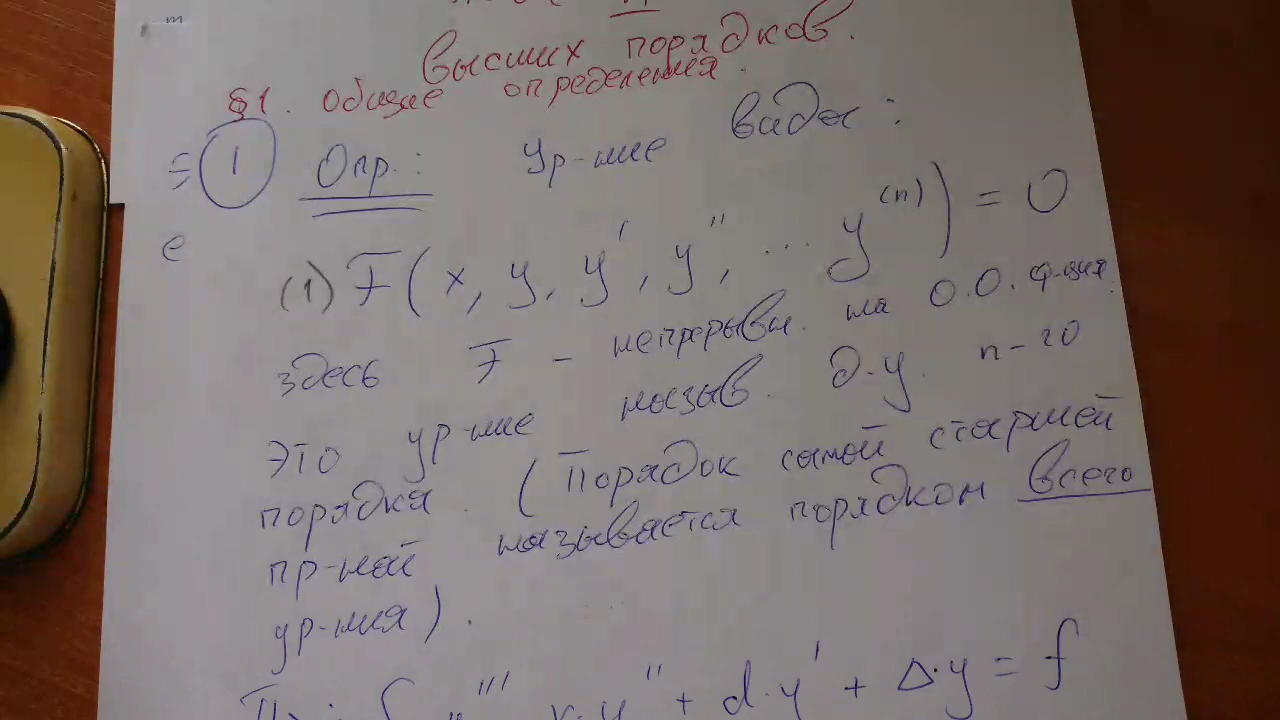 высших порядков.
§1. Общие определения.
1 Опр.: Ур-ние вида:
(1) F(x, y, y', y'', ... y⁽ⁿ⁾) = 0
здесь F - непрерывн. на О.О. ф-ция.
Это ур-ние назыв. д.у. n-го
порядка. (Порядок самой старшей
пр-ной называется порядком всего
ур-ния).
y'' + d·y' + Δ·y = f